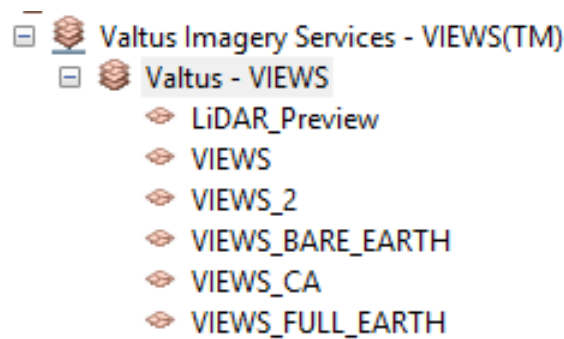 Valtus Imagery Services - VIEWS(TM)
Valtus - VIEWS
LiDAR_Preview
VIEWS
VIEWS_2
VIEWS_BARE_EARTH
VIEWS_CA
VIEWS_FULL_EARTH